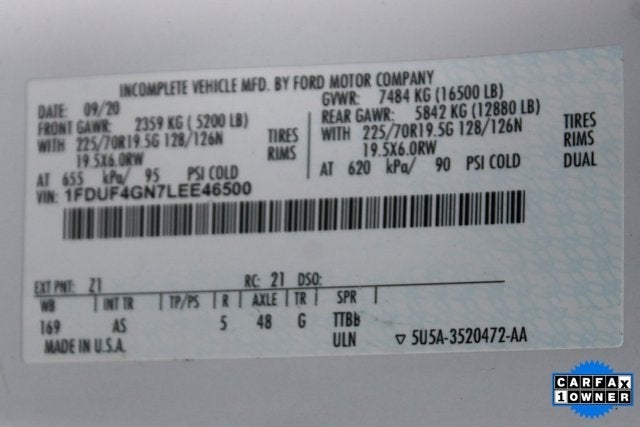 INCOMPLETE VEHICLE MFD. BY FORD MOTOR COMPANY
DATE: 09/20 GVWR: 7484 KG (16500 LB)
FRONT GAWR: 2359 KG ( 5200 LB) REAR GAWR: 5842 KG (12880 LB)
WITH 225/70R19.5G 128/126N TIRES WITH 225/70R19.5G 128/126N TIRES
19.5X6.0RW RIMS 19.5X6.0RW RIMS
AT 655 kPa/ 95 PSI COLD AT 620 kPa/ 90 PSI COLD DUAL
VIN: 1FDUF4GN7LEE46500
EXT PNT: Z1 RC: 21 DSO:
WB INT TR TP/PS R AXLE TR SPR
169 AS 5 48 G TTBB
MADE IN U.S.A. ULN ▽ 5U5A-3520472-AA
CARFAX
1 OWNER